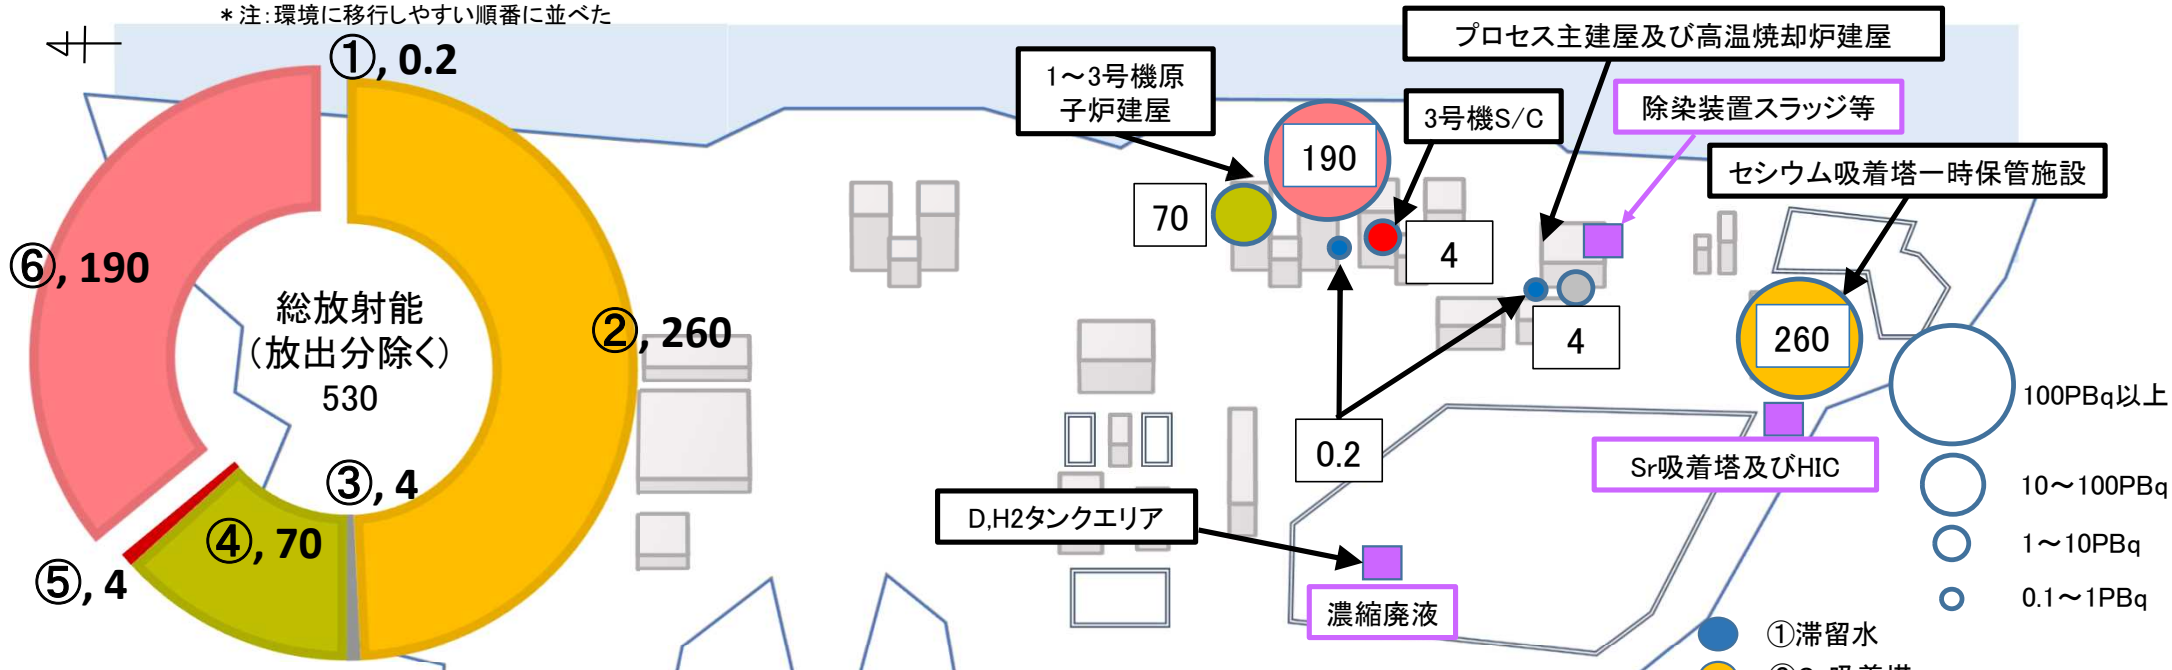 *注：環境に移行しやすい順番に並べた
①, 0.2
⑥, 190
②, 260
総放射能
（放出分除く）
530
③, 4
④, 70
⑤, 4
プロセス主建屋及び高温焼却炉建屋
1～3号機原
子炉建屋
3号機S/C
除染装置スラッジ等
セシウム吸着塔一時保管施設
190
70
4
4
260
0.2
Sr吸着塔及びHIC
D,H2タンクエリア
濃縮廃液
100PBq以上
10～100PBq
1～10PBq
0.1～1PBq
①滞留水